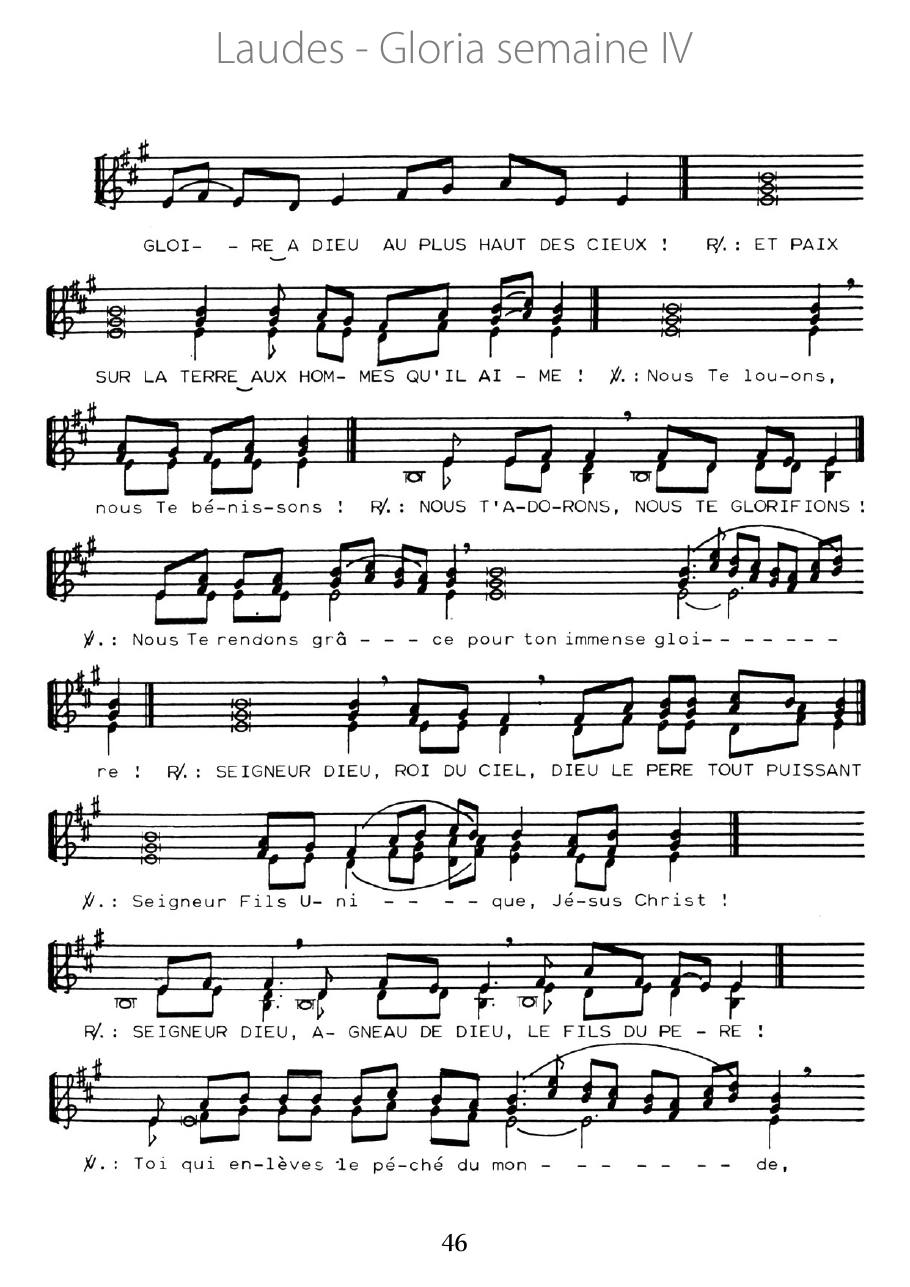 Laudes - Gloria semaine IV
GLOI- -RE A DIEU AU PLUS HAUT DES CIEUX ! R/.: ET PAIX
SUR LA TERRE AUX HOM- MES QU'IL AI - ME ! V/.: Nous Te lou-ons,
nous Te bé-nis-sons ! R/.: NOUS T'A-DO-RONS, NOUS TE GLORIFIONS !
V/.: Nous Te rendons grâ - - - ce pour ton immense gloi- - - - - - -
re ! R/.: SEIGNEUR DIEU, ROI DU CIEL, DIEU LE PERE TOUT PUISSANT
V/.: Seigneur Fils U- ni - - - - que, Jé-sus Christ !
R/.: SEIGNEUR DIEU, A- GNEAU DE DIEU, LE FILS DU PE - RE !
V/.: Toi qui en-lèves le pé-ché du mon- - - - - - - de,
46